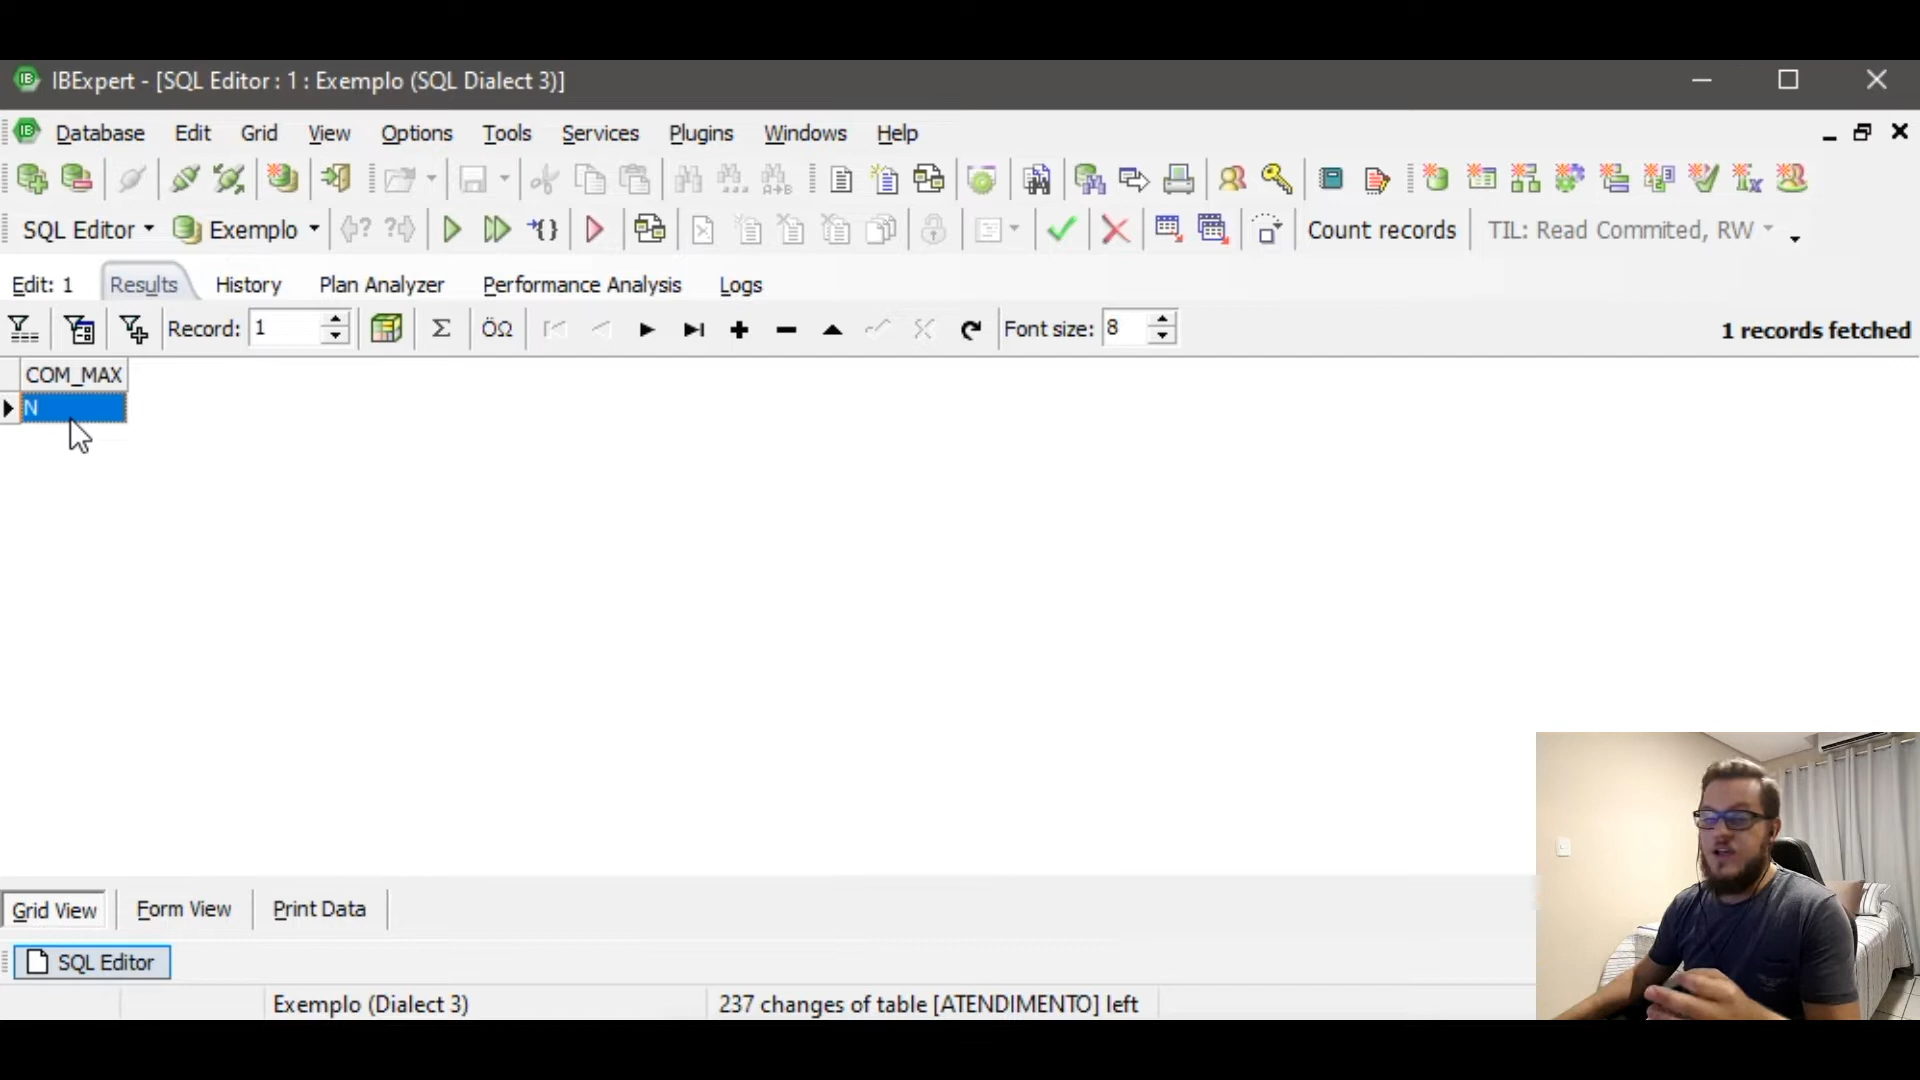 IBExpert - [SQL Editor : 1 : Exemplo (SQL Dialect 3)]
Database Edit Grid View Options Tools Services Plugins Windows Help
SQL Editor Exemplo Count records TIL: Read Commited, RW
Edit: 1 Results History Plan Analyzer Performance Analysis Logs
Record: 1 Σ ÖΩ Font size: 8 1 records fetched
COM_MAX
N
Grid View Form View Print Data
SQL Editor
Exemplo (Dialect 3) 237 changes of table [ATENDIMENTO] left